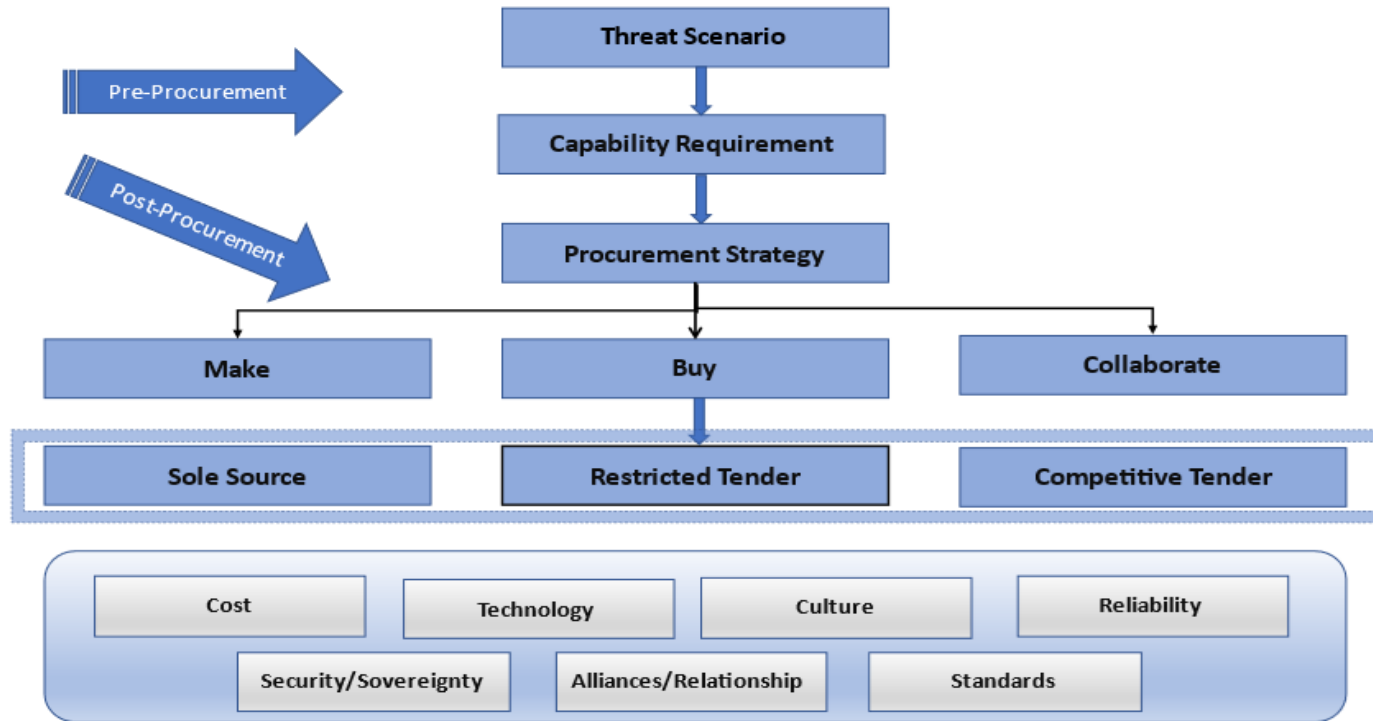 Threat Scenario
Pre-Procurement
Capability Requirement
Post-Procurement
Procurement Strategy
Make
Buy
Collaborate
Sole Source
Restricted Tender
Competitive Tender
Cost
Technology
Culture
Reliability
Security/Sovereignty
Alliances/Relationship
Standards